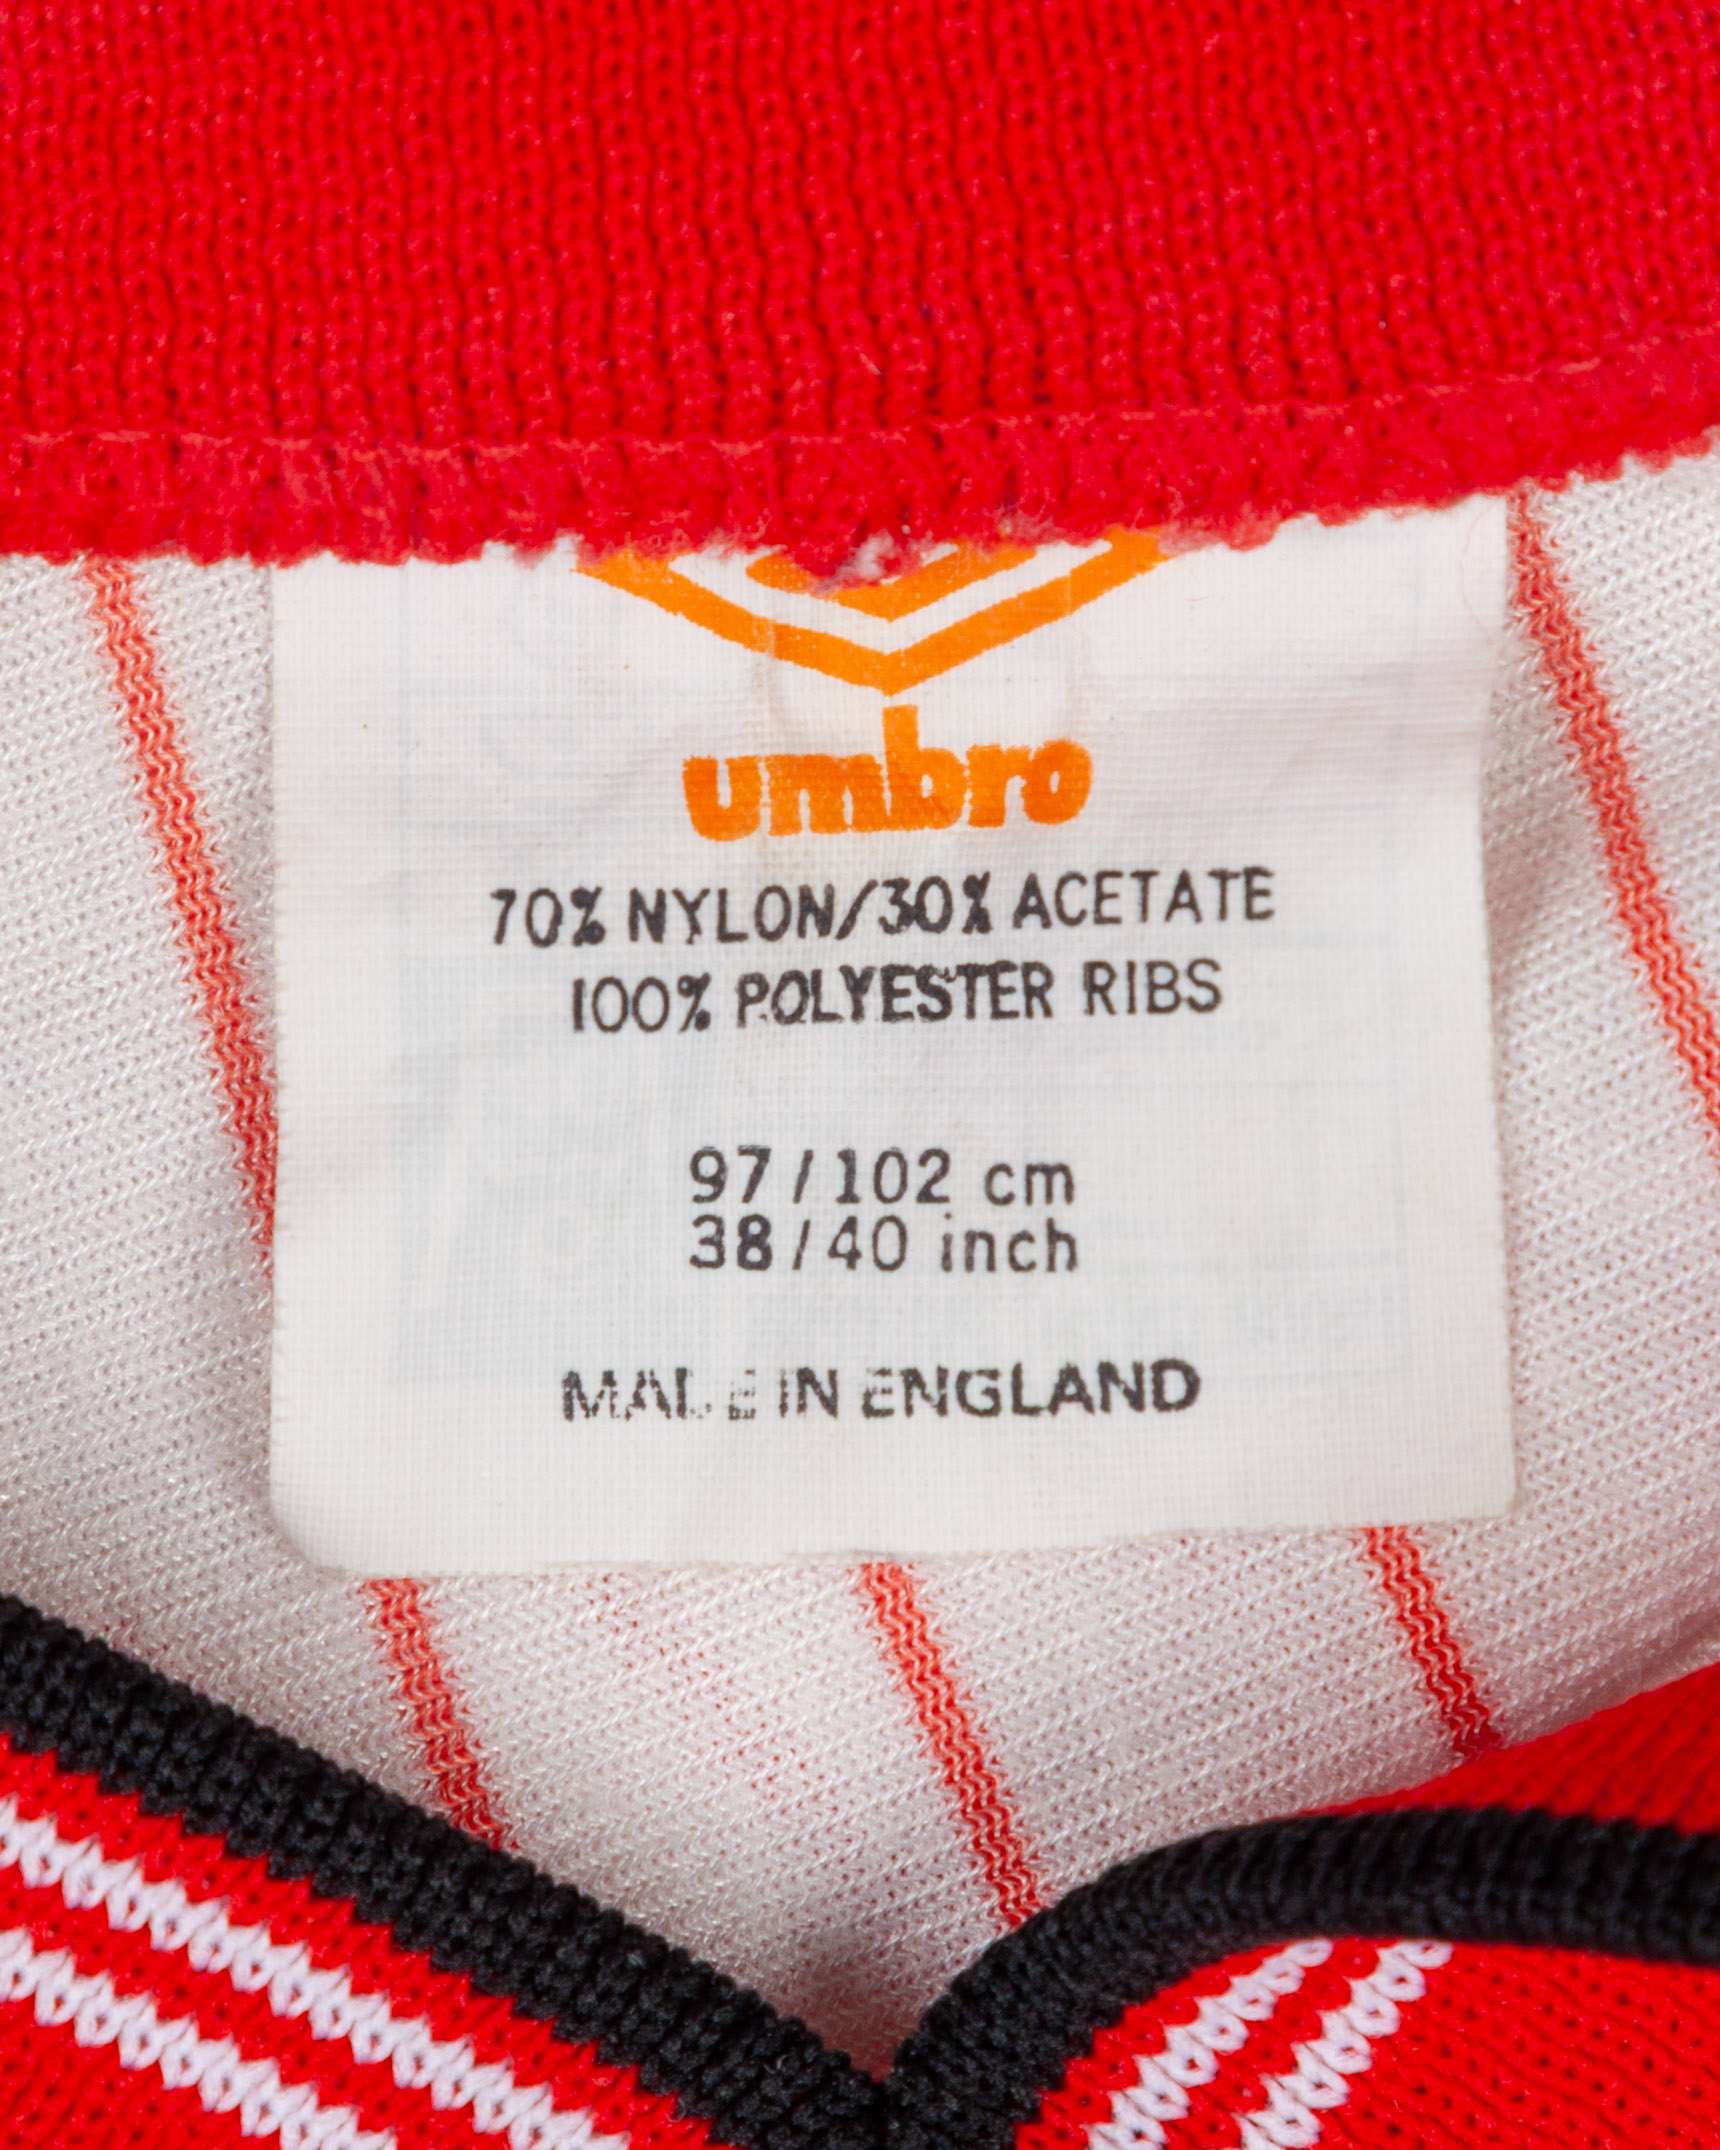 umbro
70% NYLON/30% ACETATE
100% POLYESTER RIBS
97/102 cm
38/40 inch
MADE IN ENGLAND